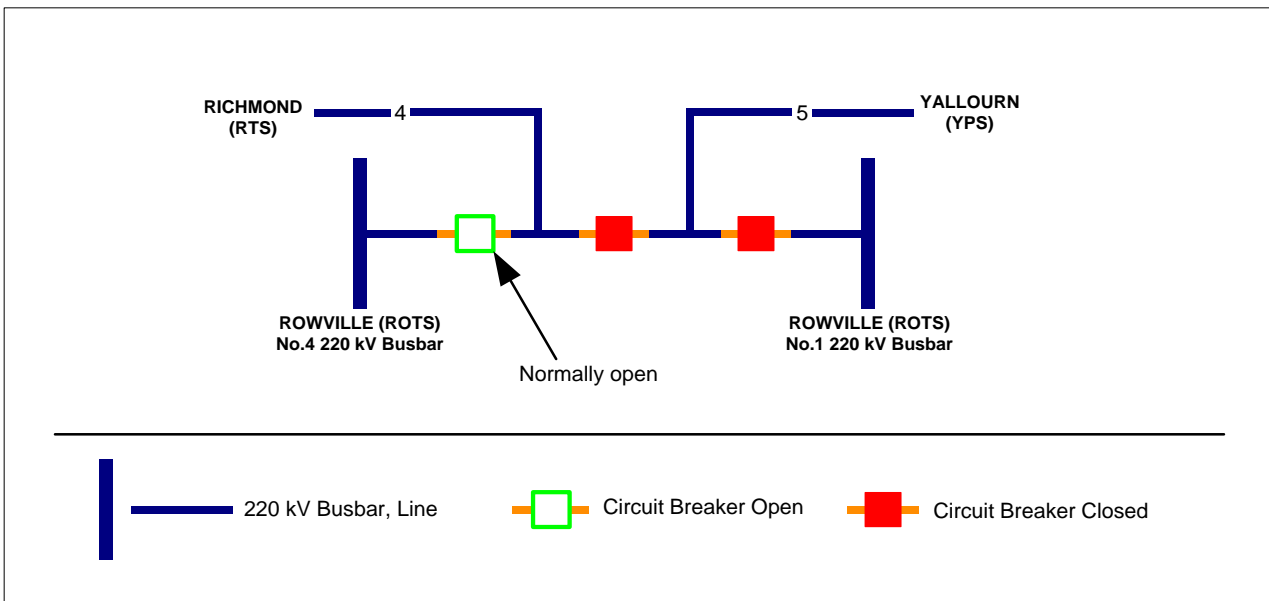 RICHMOND
(RTS)
4
5
YALLOURN
(YPS)
ROWVILLE (ROTS)
No.4 220 kV Busbar
ROWVILLE (ROTS)
No.1 220 kV Busbar
Normally open
220 kV Busbar, Line
Circuit Breaker Open
Circuit Breaker Closed